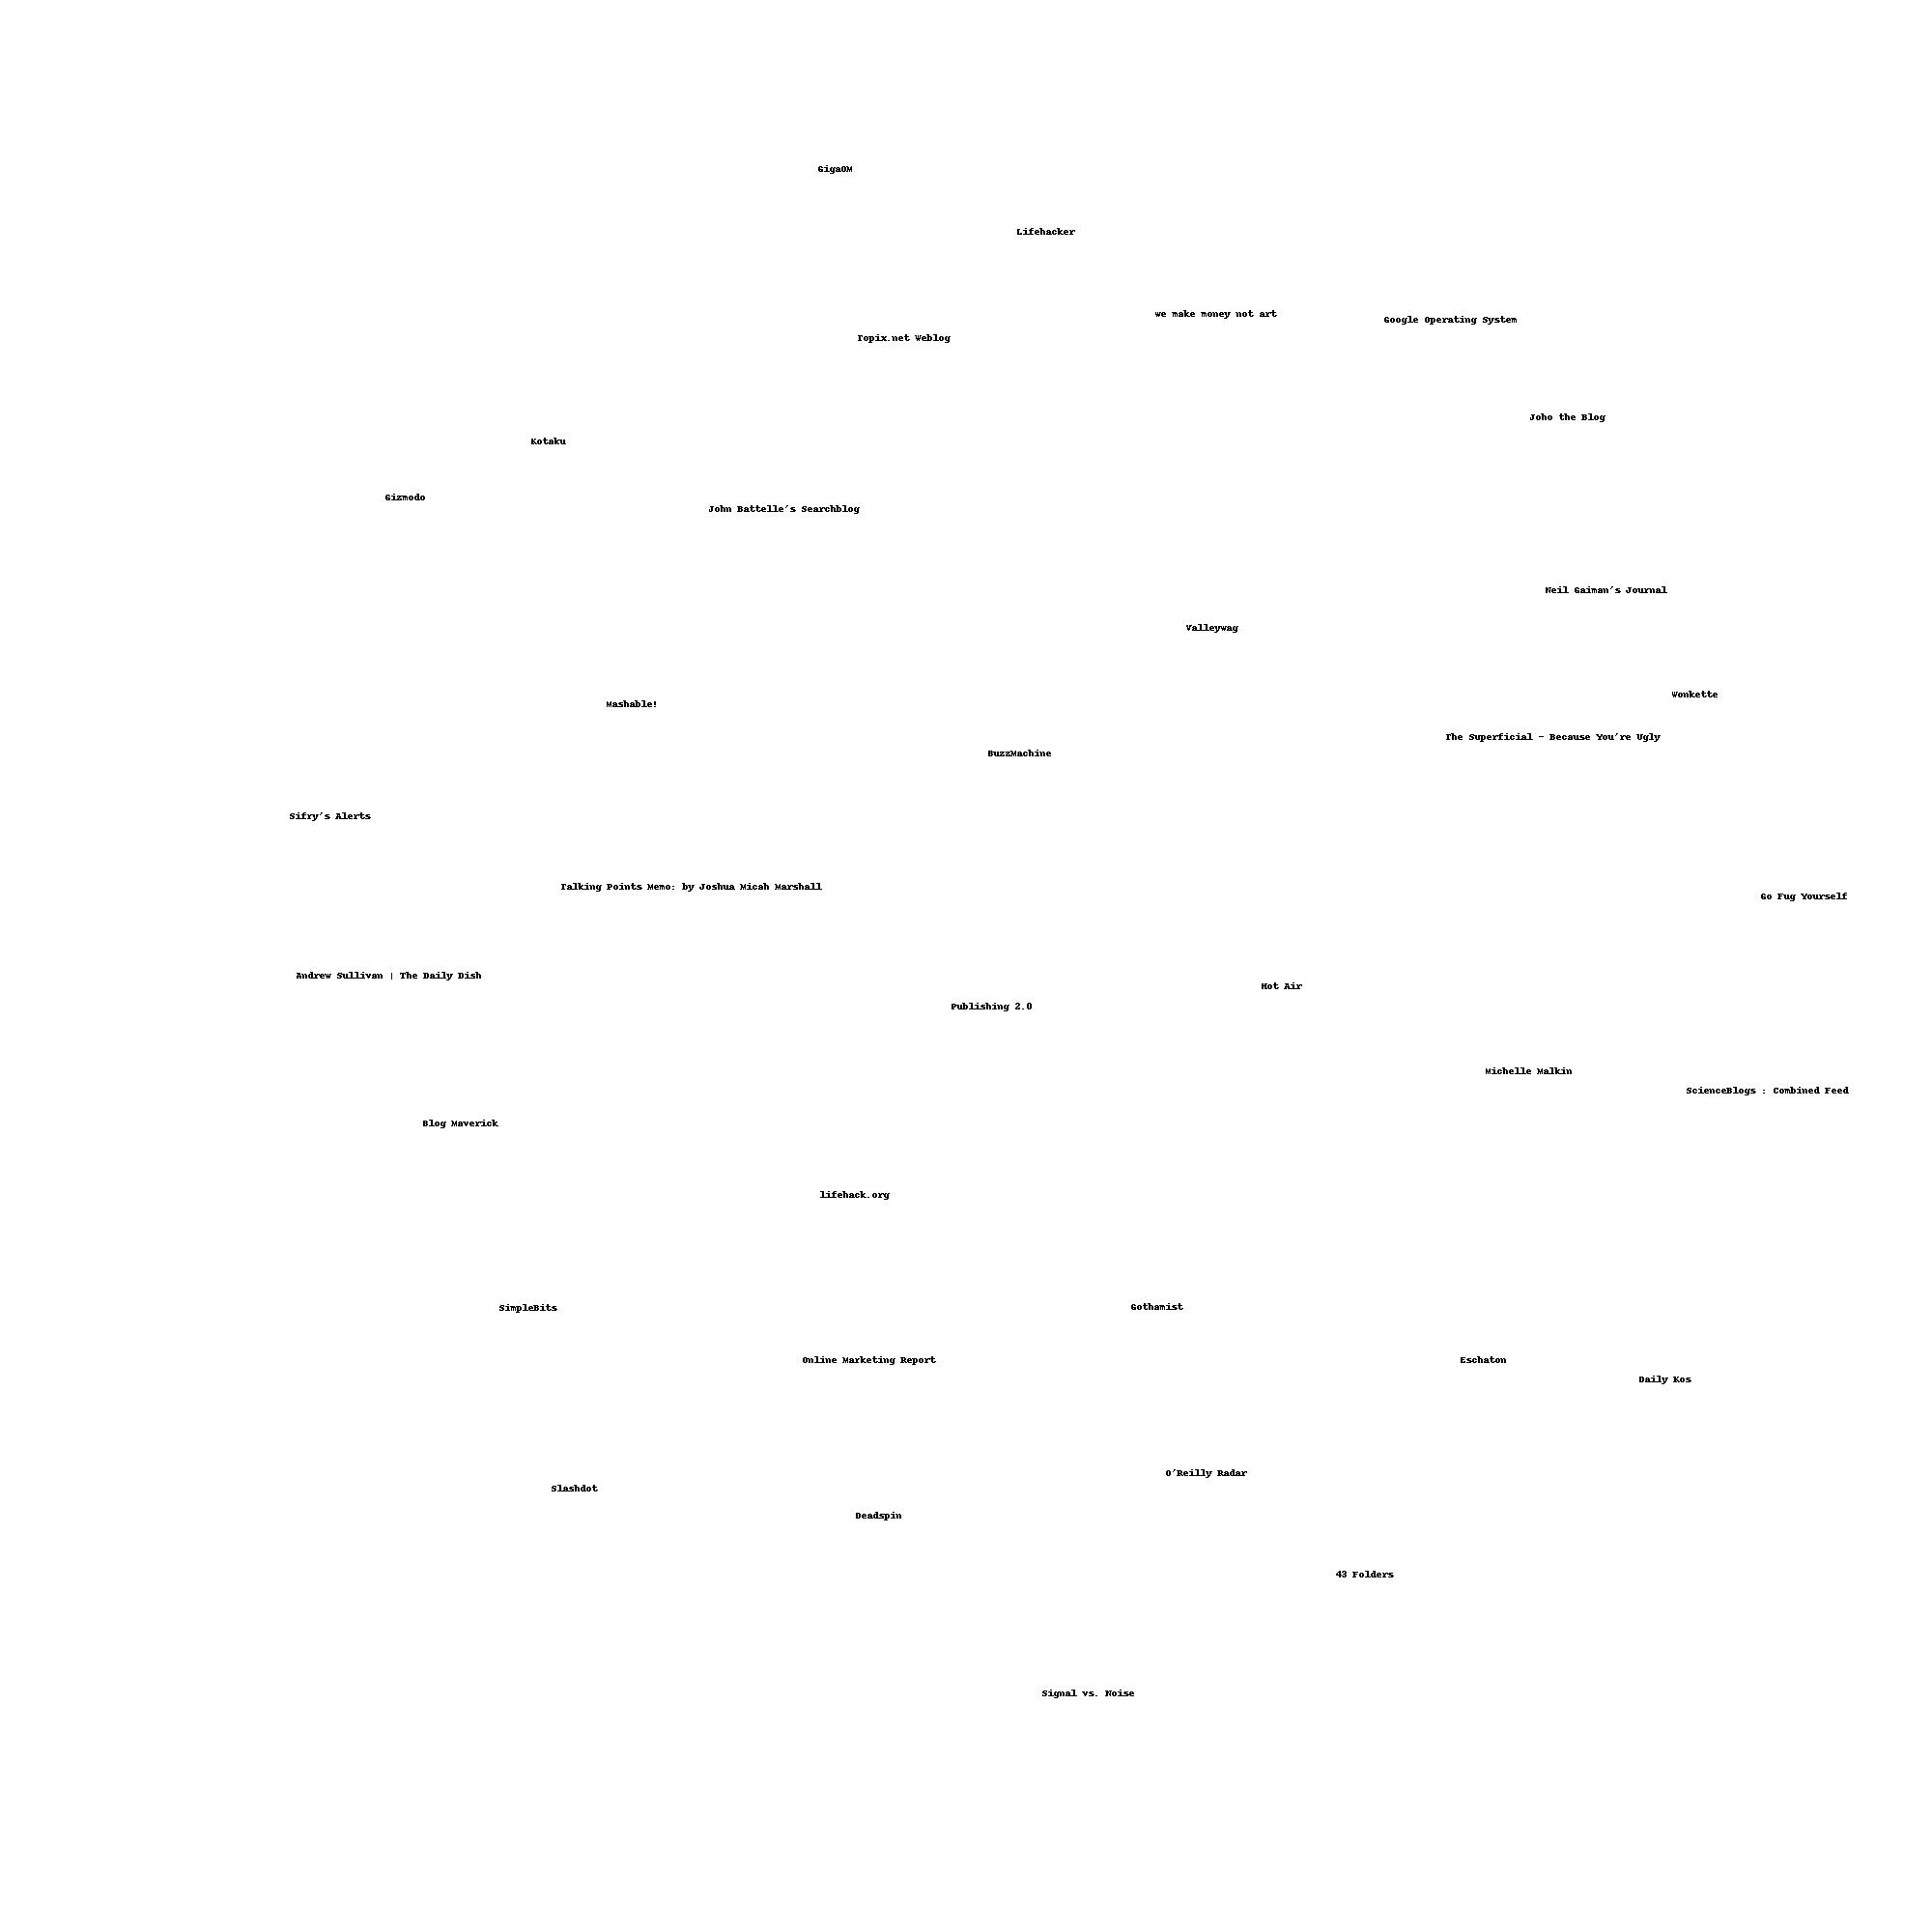 GigaOM
Lifehacker
we make money not art
Google Operating System
Topix.net Weblog
Joho the Blog
Kotaku
Gizmodo
John Battelle's Searchblog
Neil Gaiman's Journal
Valleywag
Wonkette
Mashable!
The Superficial - Because You're Ugly
BuzzMachine
Sifry's Alerts
Talking Points Memo: by Joshua Micah Marshall
Go Fug Yourself
Andrew Sullivan | The Daily Dish
Hot Air
Publishing 2.0
Michelle Malkin
ScienceBlogs : Combined Feed
Blog Maverick
lifehack.org
Gothamist
SimpleBits
Online Marketing Report
Eschaton
Daily Kos
O'Reilly Radar
Slashdot
Deadspin
43 Folders
Signal vs. Noise